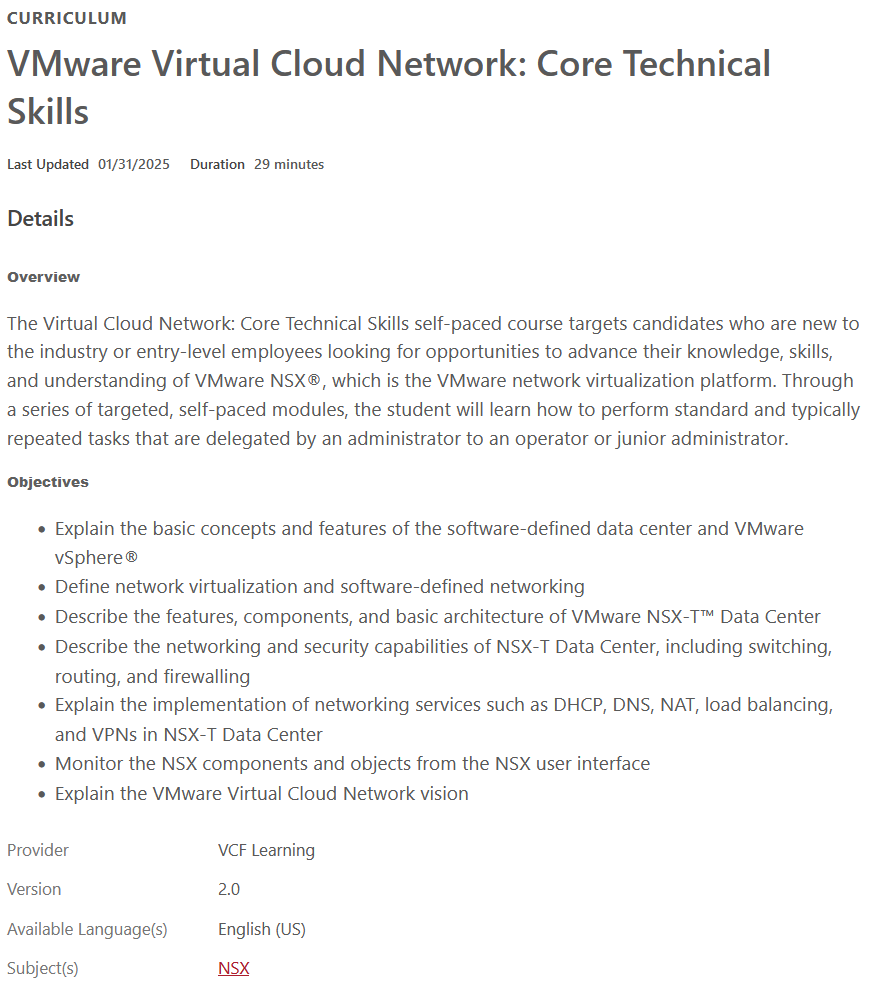 CURRICULUM
VMware Virtual Cloud Network: Core Technical
Skills
Last Updated 01/31/2025 Duration 29 minutes
Details
Overview
The Virtual Cloud Network: Core Technical Skills self-paced course targets candidates who are new to
the industry or entry-level employees looking for opportunities to advance their knowledge, skills,
and understanding of VMware NSX®, which is the VMware network virtualization platform. Through
a series of targeted, self-paced modules, the student will learn how to perform standard and typically
repeated tasks that are delegated by an administrator to an operator or junior administrator.
Objectives
• Explain the basic concepts and features of the software-defined data center and VMware
vSphere®
• Define network virtualization and software-defined networking
• Describe the features, components, and basic architecture of VMware NSX-T™ Data Center
• Describe the networking and security capabilities of NSX-T Data Center, including switching,
routing, and firewalling
• Explain the implementation of networking services such as DHCP, DNS, NAT, load balancing,
and VPNs in NSX-T Data Center
• Monitor the NSX components and objects from the NSX user interface
• Explain the VMware Virtual Cloud Network vision
Provider VCF Learning
Version 2.0
Available Language(s) English (US)
Subject(s) NSX